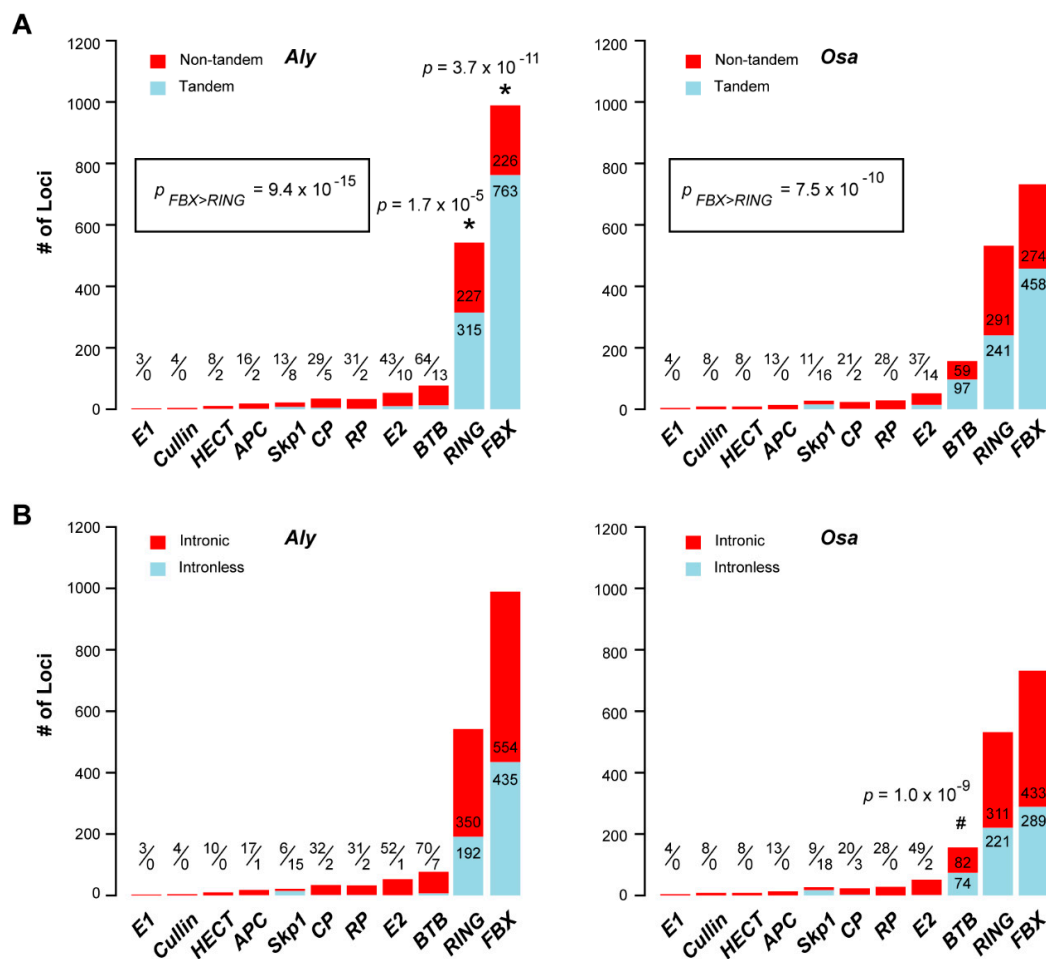 A
Aly
Non-tandem
Tandem
p = 3.7 x 10 -11
*
p FBX>RING = 9.4 x 10 -15
p = 1.7 x 10 -5
*
# of Loci
1200
1000
800
600
400
200
0
3/0 4/0 8/2 16/2 13/8 29/5 31/2 43/10 64/13
227
315
226
763
E1 Cullin HECT APC Skp1 CP RP E2 BTB RING FBX
Osa
Non-tandem
Tandem
p FBX>RING = 7.5 x 10 -10
1200
1000
800
600
400
200
0
4/0 8/0 8/0 13/0 11/16 21/2 28/0 37/14
59
97
291
241
274
458
E1 Cullin HECT APC Skp1 CP RP E2 BTB RING FBX
B
Aly
Intronic
Intronless
# of Loci
1200
1000
800
600
400
200
0
3/0 4/0 10/0 17/1 6/15 32/2 31/2 52/1 70/7
350
192
554
435
E1 Cullin HECT APC Skp1 CP RP E2 BTB RING FBX
Osa
Intronic
Intronless
p = 1.0 x 10 -9
#
1200
1000
800
600
400
200
0
4/0 8/0 8/0 13/0 9/18 20/3 28/0 49/2
82
74
311
221
433
289
E1 Cullin HECT APC Skp1 CP RP E2 BTB RING FBX